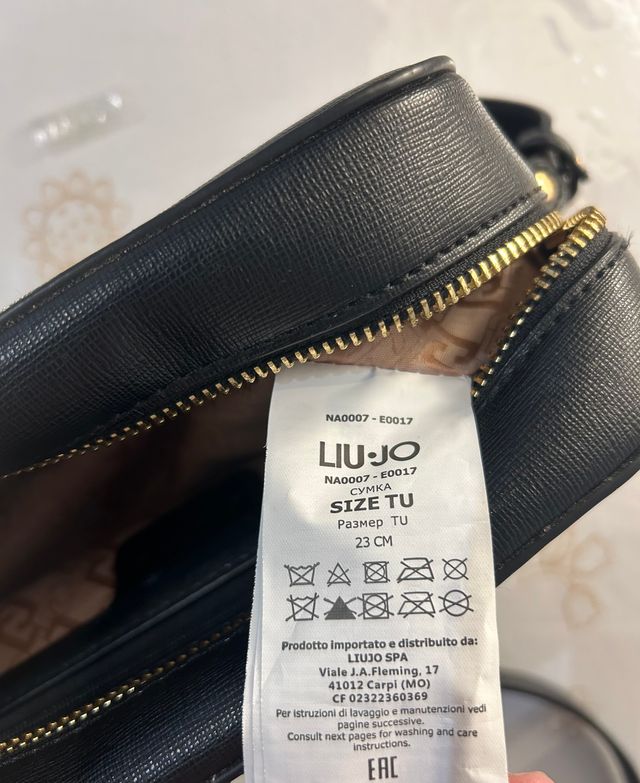 NA0007 - E0017
LIU·JO
NA0007 - E0017
СУМКА
SIZE TU
Размер TU
23 CM
Prodotto importato e distribuito da:
LIUJO SPA
Viale J.A.Fleming, 17
41012 Carpi (MO)
CF 02322360369
Per istruzioni di lavaggio e manutenzioni vedi
pagine successive.
Consult next pages for washing and care
instructions.
EAC